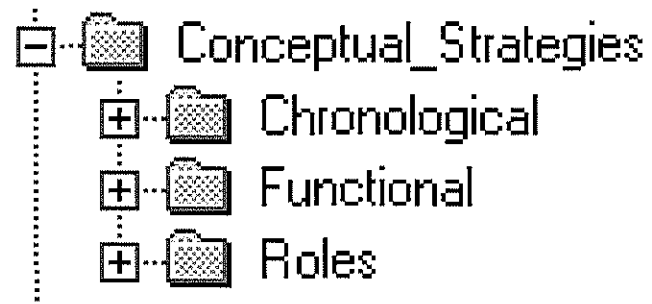 Conceptual_Strategies
Chronological
Functional
Roles